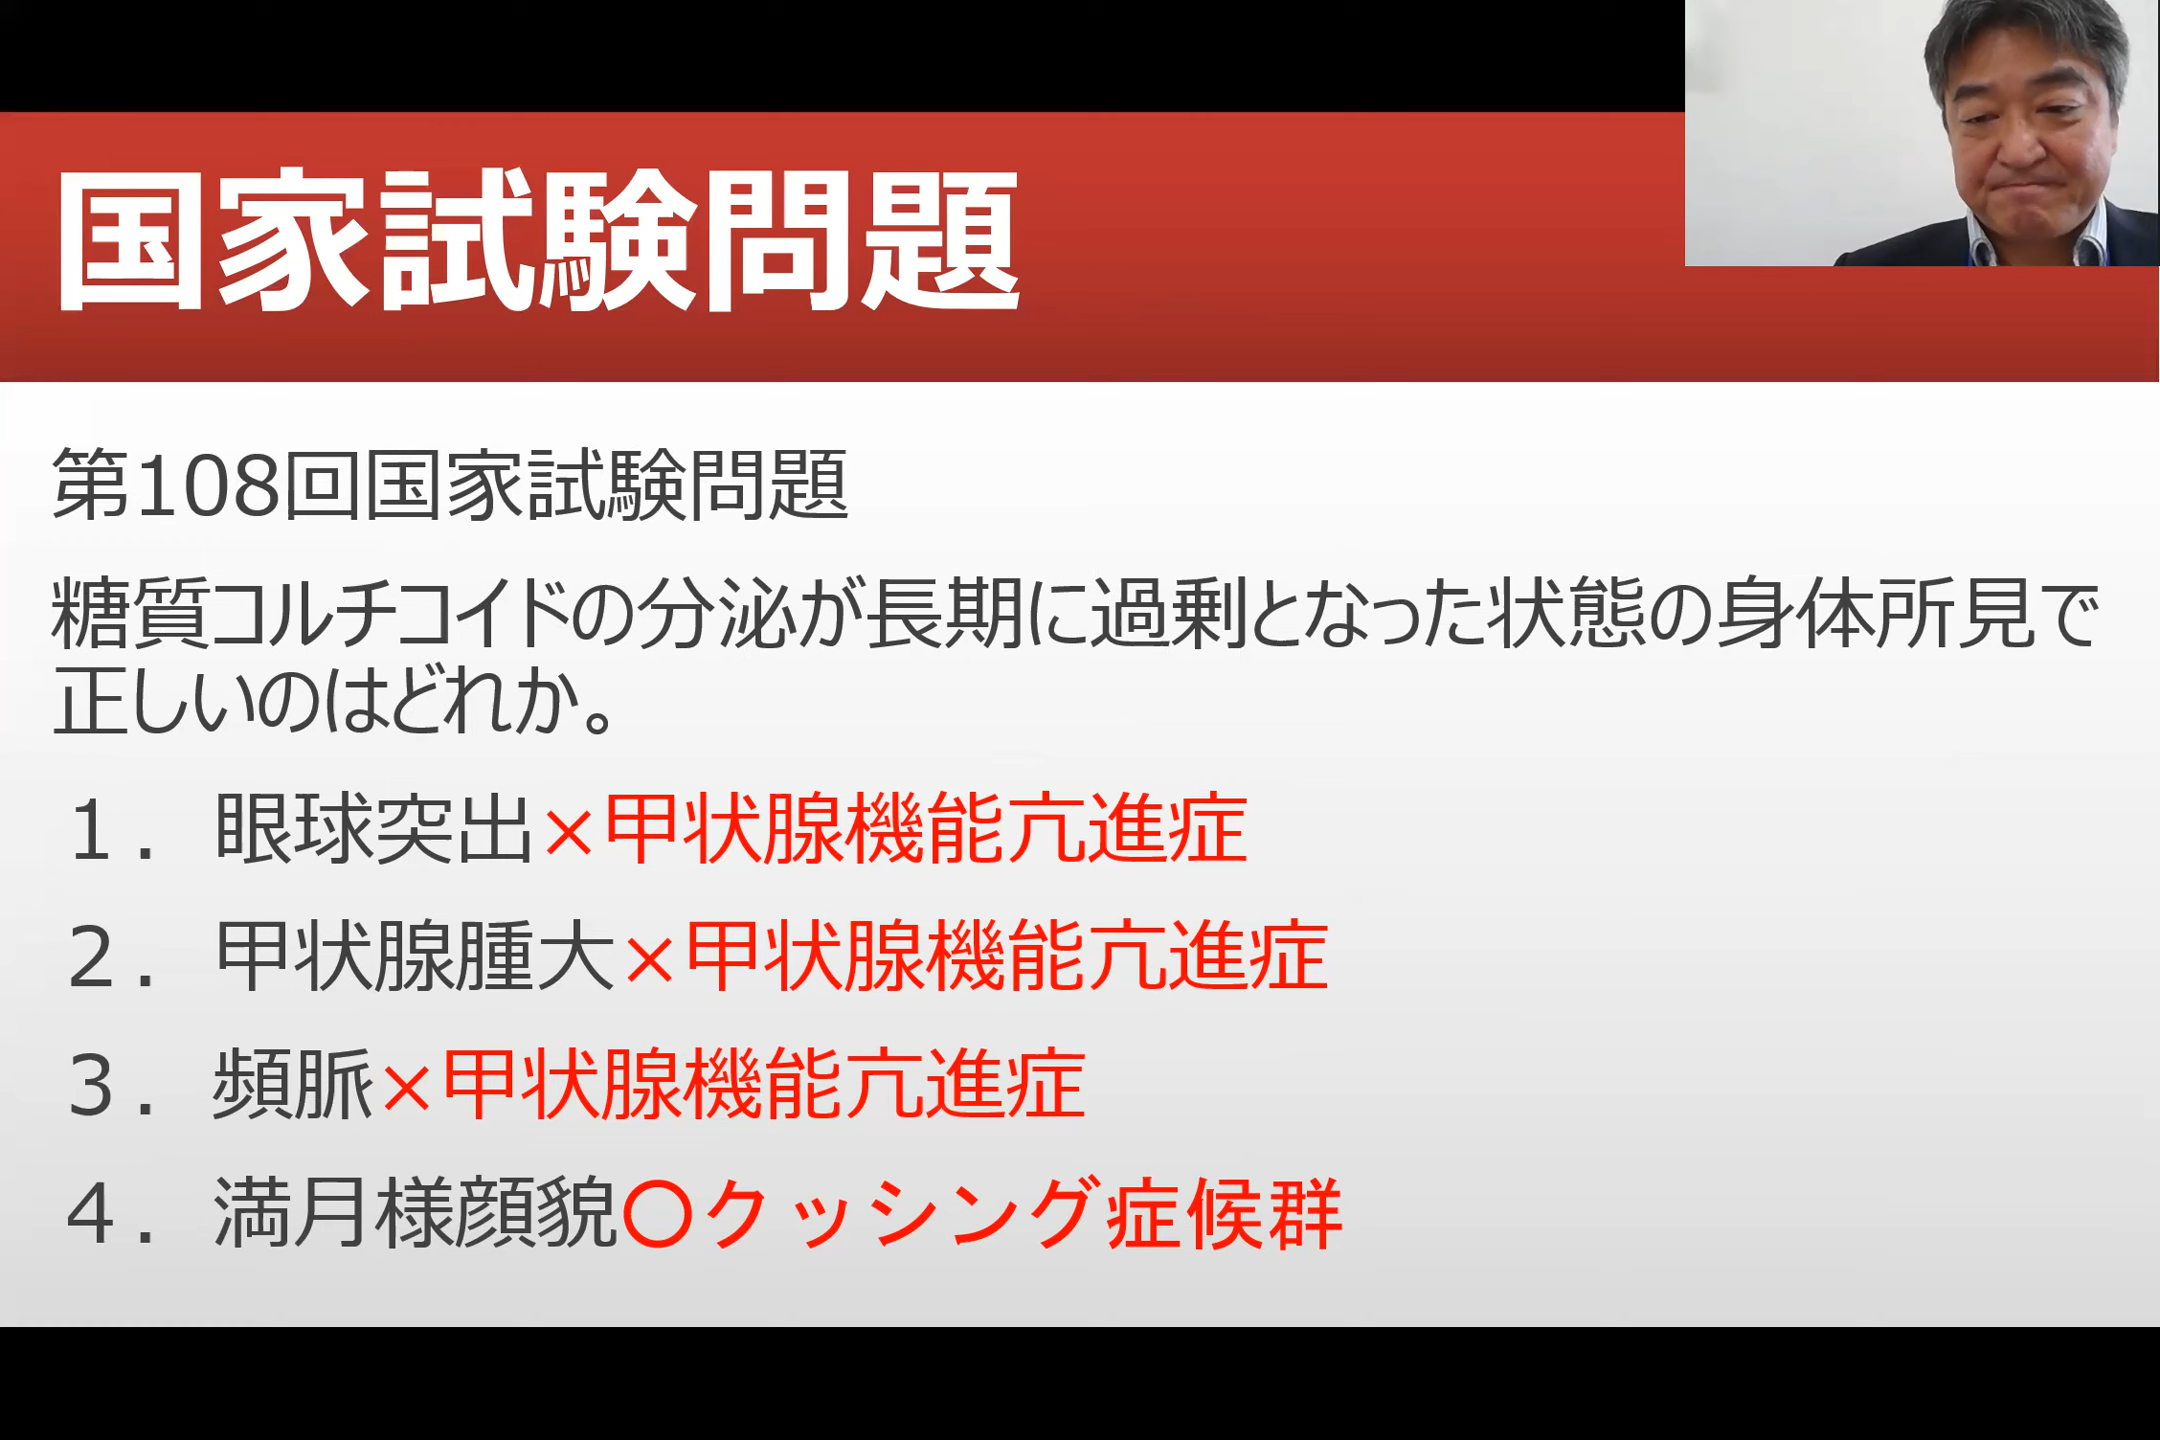 国家試験問題
第108回国家試験問題
糖質コルチコイドの分泌が長期に過剰となった状態の身体所見で
正しいのはどれか。
１．眼球突出×甲状腺機能亢進症
２．甲状腺腫大×甲状腺機能亢進症
３．頻脈×甲状腺機能亢進症
４．満月様顔貌〇クッシング症候群